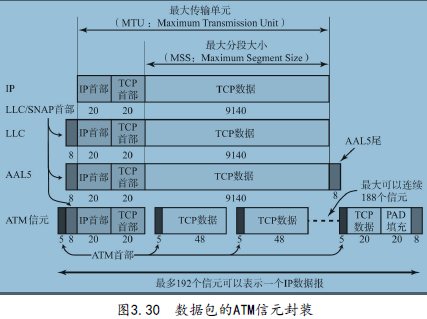 最大传输单元
(MTU：Maximum Transmission Unit)
最大分段大小
(MSS：Maximum Segment Size)
IP
IP首部
TCP首部
TCP数据
LLC/SNAP首部
20
20
9140
LLC
IP首部
TCP首部
TCP数据
8
20
20
9140
AAL5尾
AAL5
IP首部
TCP首部
TCP数据
8
20
20
9140
8
最大可以连续
188个信元
ATM信元
IP首部
TCP首部
TCP数据
TCP数据
TCP数据
PAD填充
5
8
20
20
5
48
5
48
5
20
20
8
ATM首部
最多192个信元可以表示一个IP数据报
图3.30 数据包的ATM信元封装